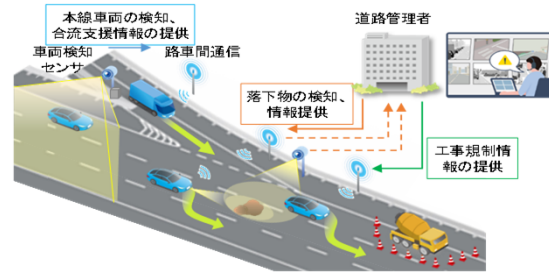 本線車両の検知、
合流支援情報の提供
車両検知
センサ
路車間通信
道路管理者
落下物の検知、
情報提供
工事規制情
報の提供